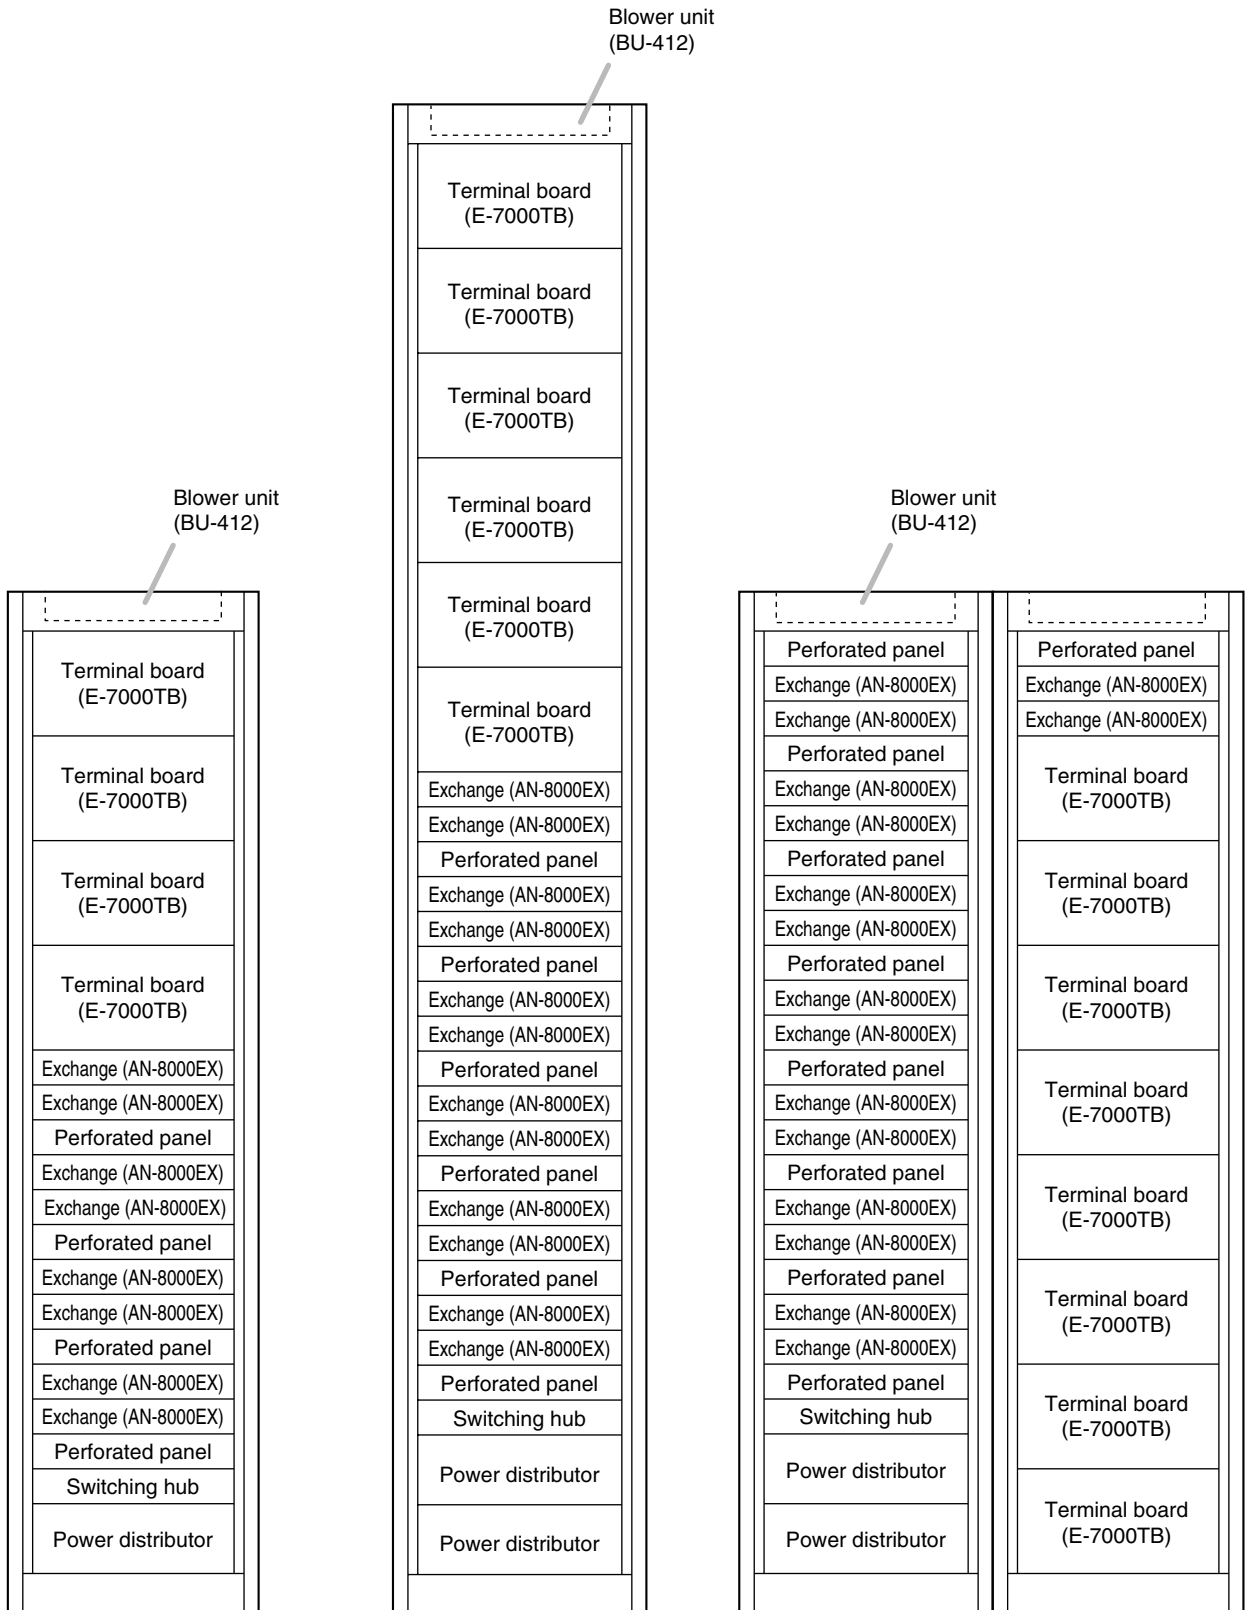 Blower unit
(BU-412)
Terminal board
(E-7000TB)
Terminal board
(E-7000TB)
Terminal board
(E-7000TB)
Terminal board
(E-7000TB)
Exchange (AN-8000EX)
Exchange (AN-8000EX)
Perforated panel
Exchange (AN-8000EX)
Exchange (AN-8000EX)
Perforated panel
Exchange (AN-8000EX)
Exchange (AN-8000EX)
Perforated panel
Exchange (AN-8000EX)
Exchange (AN-8000EX)
Perforated panel
Switching hub
Power distributor
Blower unit
(BU-412)
Terminal board
(E-7000TB)
Terminal board
(E-7000TB)
Terminal board
(E-7000TB)
Terminal board
(E-7000TB)
Terminal board
(E-7000TB)
Terminal board
(E-7000TB)
Exchange (AN-8000EX)
Exchange (AN-8000EX)
Perforated panel
Exchange (AN-8000EX)
Exchange (AN-8000EX)
Perforated panel
Exchange (AN-8000EX)
Exchange (AN-8000EX)
Perforated panel
Exchange (AN-8000EX)
Exchange (AN-8000EX)
Perforated panel
Exchange (AN-8000EX)
Exchange (AN-8000EX)
Perforated panel
Exchange (AN-8000EX)
Exchange (AN-8000EX)
Perforated panel
Switching hub
Power distributor
Power distributor
Blower unit
(BU-412)
Perforated panel
Exchange (AN-8000EX)
Exchange (AN-8000EX)
Perforated panel
Exchange (AN-8000EX)
Exchange (AN-8000EX)
Perforated panel
Exchange (AN-8000EX)
Exchange (AN-8000EX)
Perforated panel
Exchange (AN-8000EX)
Exchange (AN-8000EX)
Perforated panel
Exchange (AN-8000EX)
Exchange (AN-8000EX)
Perforated panel
Exchange (AN-8000EX)
Exchange (AN-8000EX)
Perforated panel
Exchange (AN-8000EX)
Exchange (AN-8000EX)
Perforated panel
Switching hub
Power distributor
Power distributor
Perforated panel
Exchange (AN-8000EX)
Exchange (AN-8000EX)
Terminal board
(E-7000TB)
Terminal board
(E-7000TB)
Terminal board
(E-7000TB)
Terminal board
(E-7000TB)
Terminal board
(E-7000TB)
Terminal board
(E-7000TB)
Terminal board
(E-7000TB)
Terminal board
(E-7000TB)